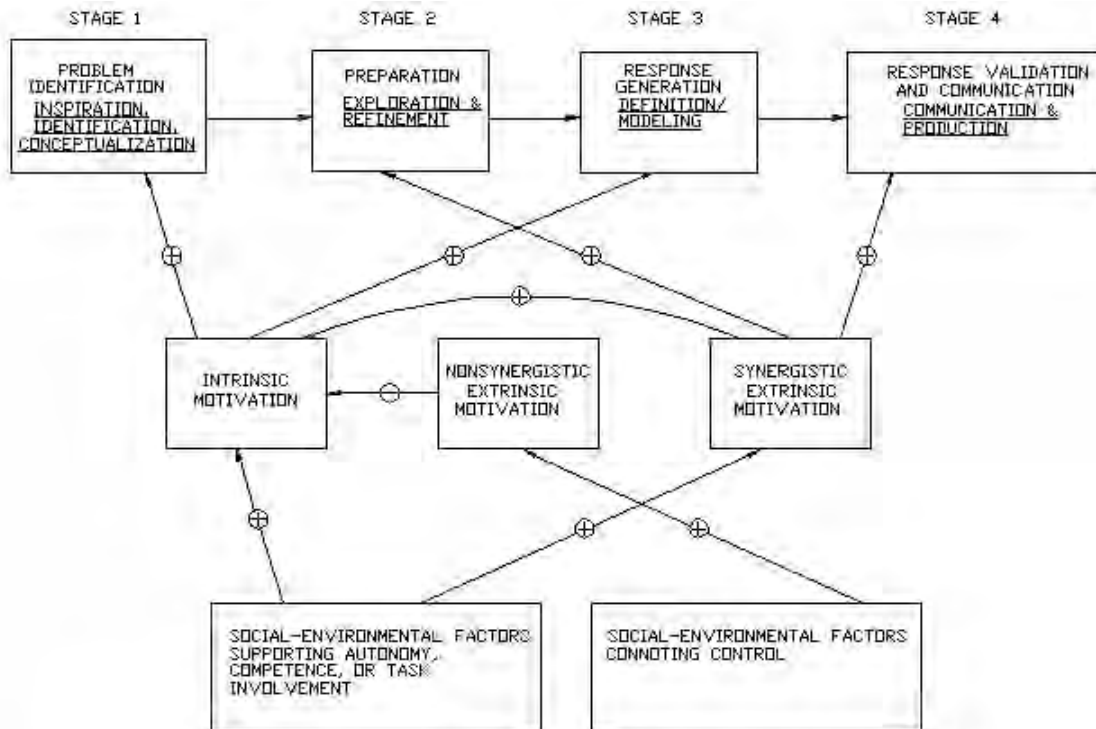 STAGE 1
STAGE 2
STAGE 3
STAGE 4
PROBLEM
IDENTIFICATION
INSPIRATION,
IDENTIFICATION,
CONCEPTUALIZATION
PREPARATION
EXPLORATION &
REFINEMENT
RESPONSE
GENERATION
DEFINITION/
MODELING
RESPONSE VALIDATION
AND COMMUNICATION
COMMUNICATION &
PRODUCTION
INTRINSIC
MOTIVATION
NONSYNERGISTIC
EXTRINSIC
MOTIVATION
SYNERGISTIC
EXTRINSIC
MOTIVATION
SOCIAL-ENVIRONMENTAL FACTORS
SUPPORTING AUTONOMY,
COMPETENCE, OR TASK
INVOLVEMENT
SOCIAL-ENVIRONMENTAL FACTORS
CONNOTING CONTROL